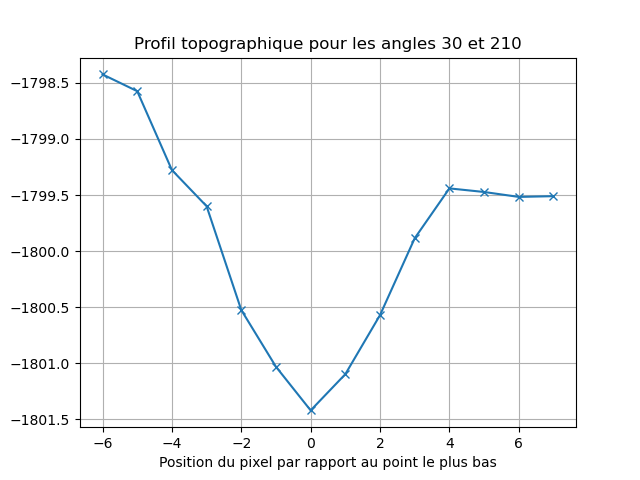 Profil topographique pour les angles 30 et 210
−1798.5
−1799.0
−1799.5
−1800.0
−1800.5
−1801.0
−1801.5
−6 −4 −2 0 2 4 6
Position du pixel par rapport au point le plus bas